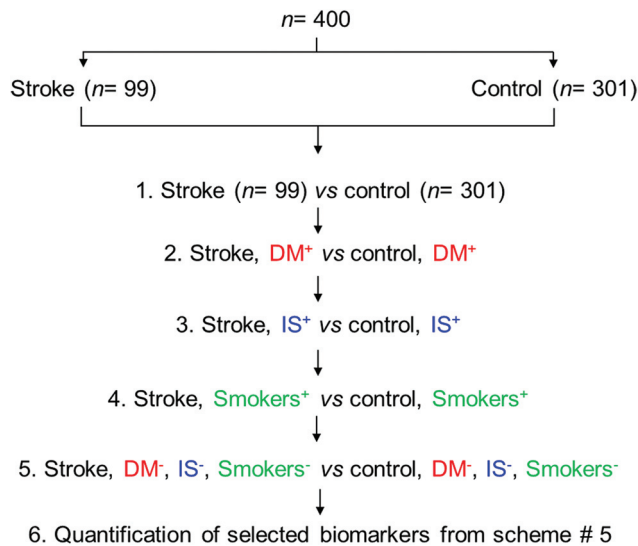 n= 400
Stroke (n= 99) Control (n= 301)
1. Stroke (n= 99) vs control (n= 301)
2. Stroke, DM⁺ vs control, DM⁺
3. Stroke, IS⁺ vs control, IS⁺
4. Stroke, Smokers⁺ vs control, Smokers⁺
5. Stroke, DM⁻, IS⁻, Smokers⁻ vs control, DM⁻, IS⁻, Smokers⁻
6. Quantification of selected biomarkers from scheme # 5